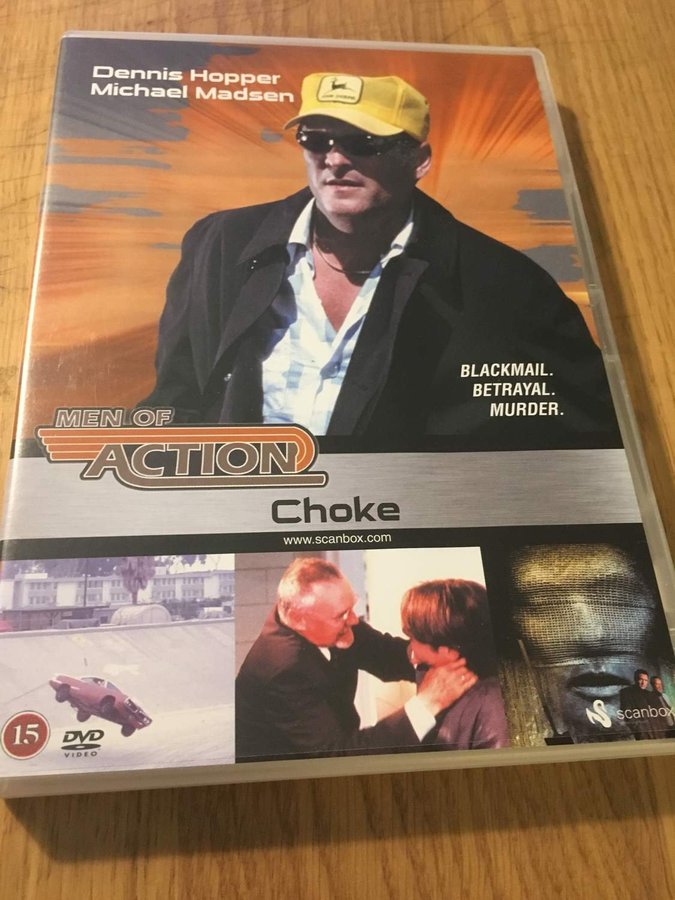 Dennis Hopper
Michael Madsen
BLACKMAIL.
BETRAYAL.
MURDER.
MEN OF
ACTION
Choke
www.scanbox.com
15
DVD
VIDEO
scanbox